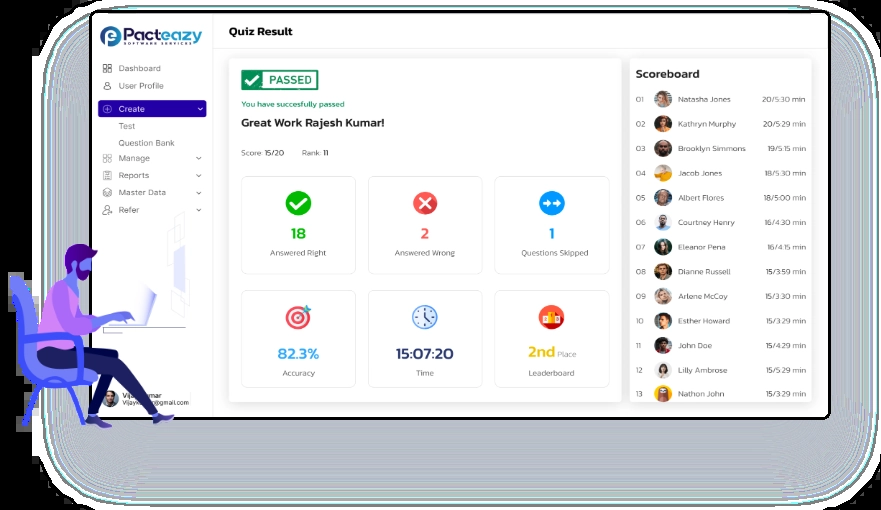 Pacteazy
SOFTWARE SERVICES
Dashboard
User Profile
Create
Test
Question Bank
Manage
Reports
Master Data
Refer
Quiz Result
PASSED
You have succesfully passed
Great Work Rajesh Kumar!
Score: 15/20 Rank: 11
18
Answered Right
2
Answered Wrong
1
Questions Skipped
82.3%
Accuracy
15:07:20
Time
2nd Place
Leaderboard
Scoreboard
01 Natasha Jones 20/5:30 min
02 Kathryn Murphy 20/5:29 min
03 Brooklyn Simmons 19/5:15 min
04 Jacob Jones 18/5:30 min
05 Albert Flores 18/5:00 min
06 Courtney Henry 16/4:30 min
07 Eleanor Pena 16/4:15 min
08 Dianne Russell 15/3:59 min
09 Arlene McCoy 15/3:30 min
10 Esther Howard 15/3:29 min
11 John Doe 15/4:29 min
12 Lilly Ambrose 15/5:29 min
13 Nathon John 15/3:29 min